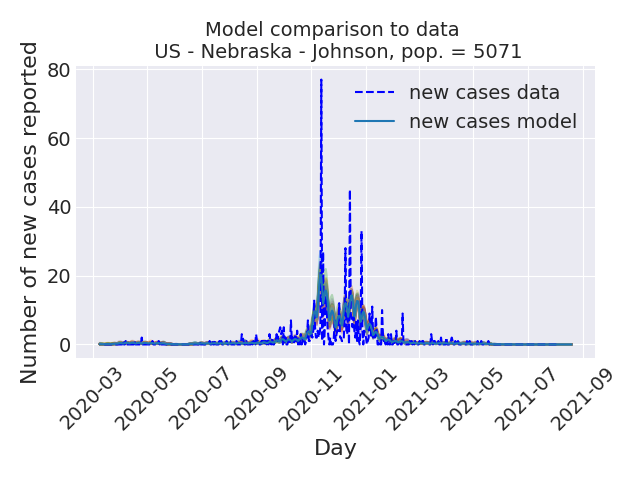 Model comparison to data
US - Nebraska - Johnson, pop. = 5071
Number of new cases reported
80
60
40
20
0
new cases data
new cases model
2020-03
2020-05
2020-07
2020-09
2020-11
2021-01
2021-03
2021-05
2021-07
2021-09
Day